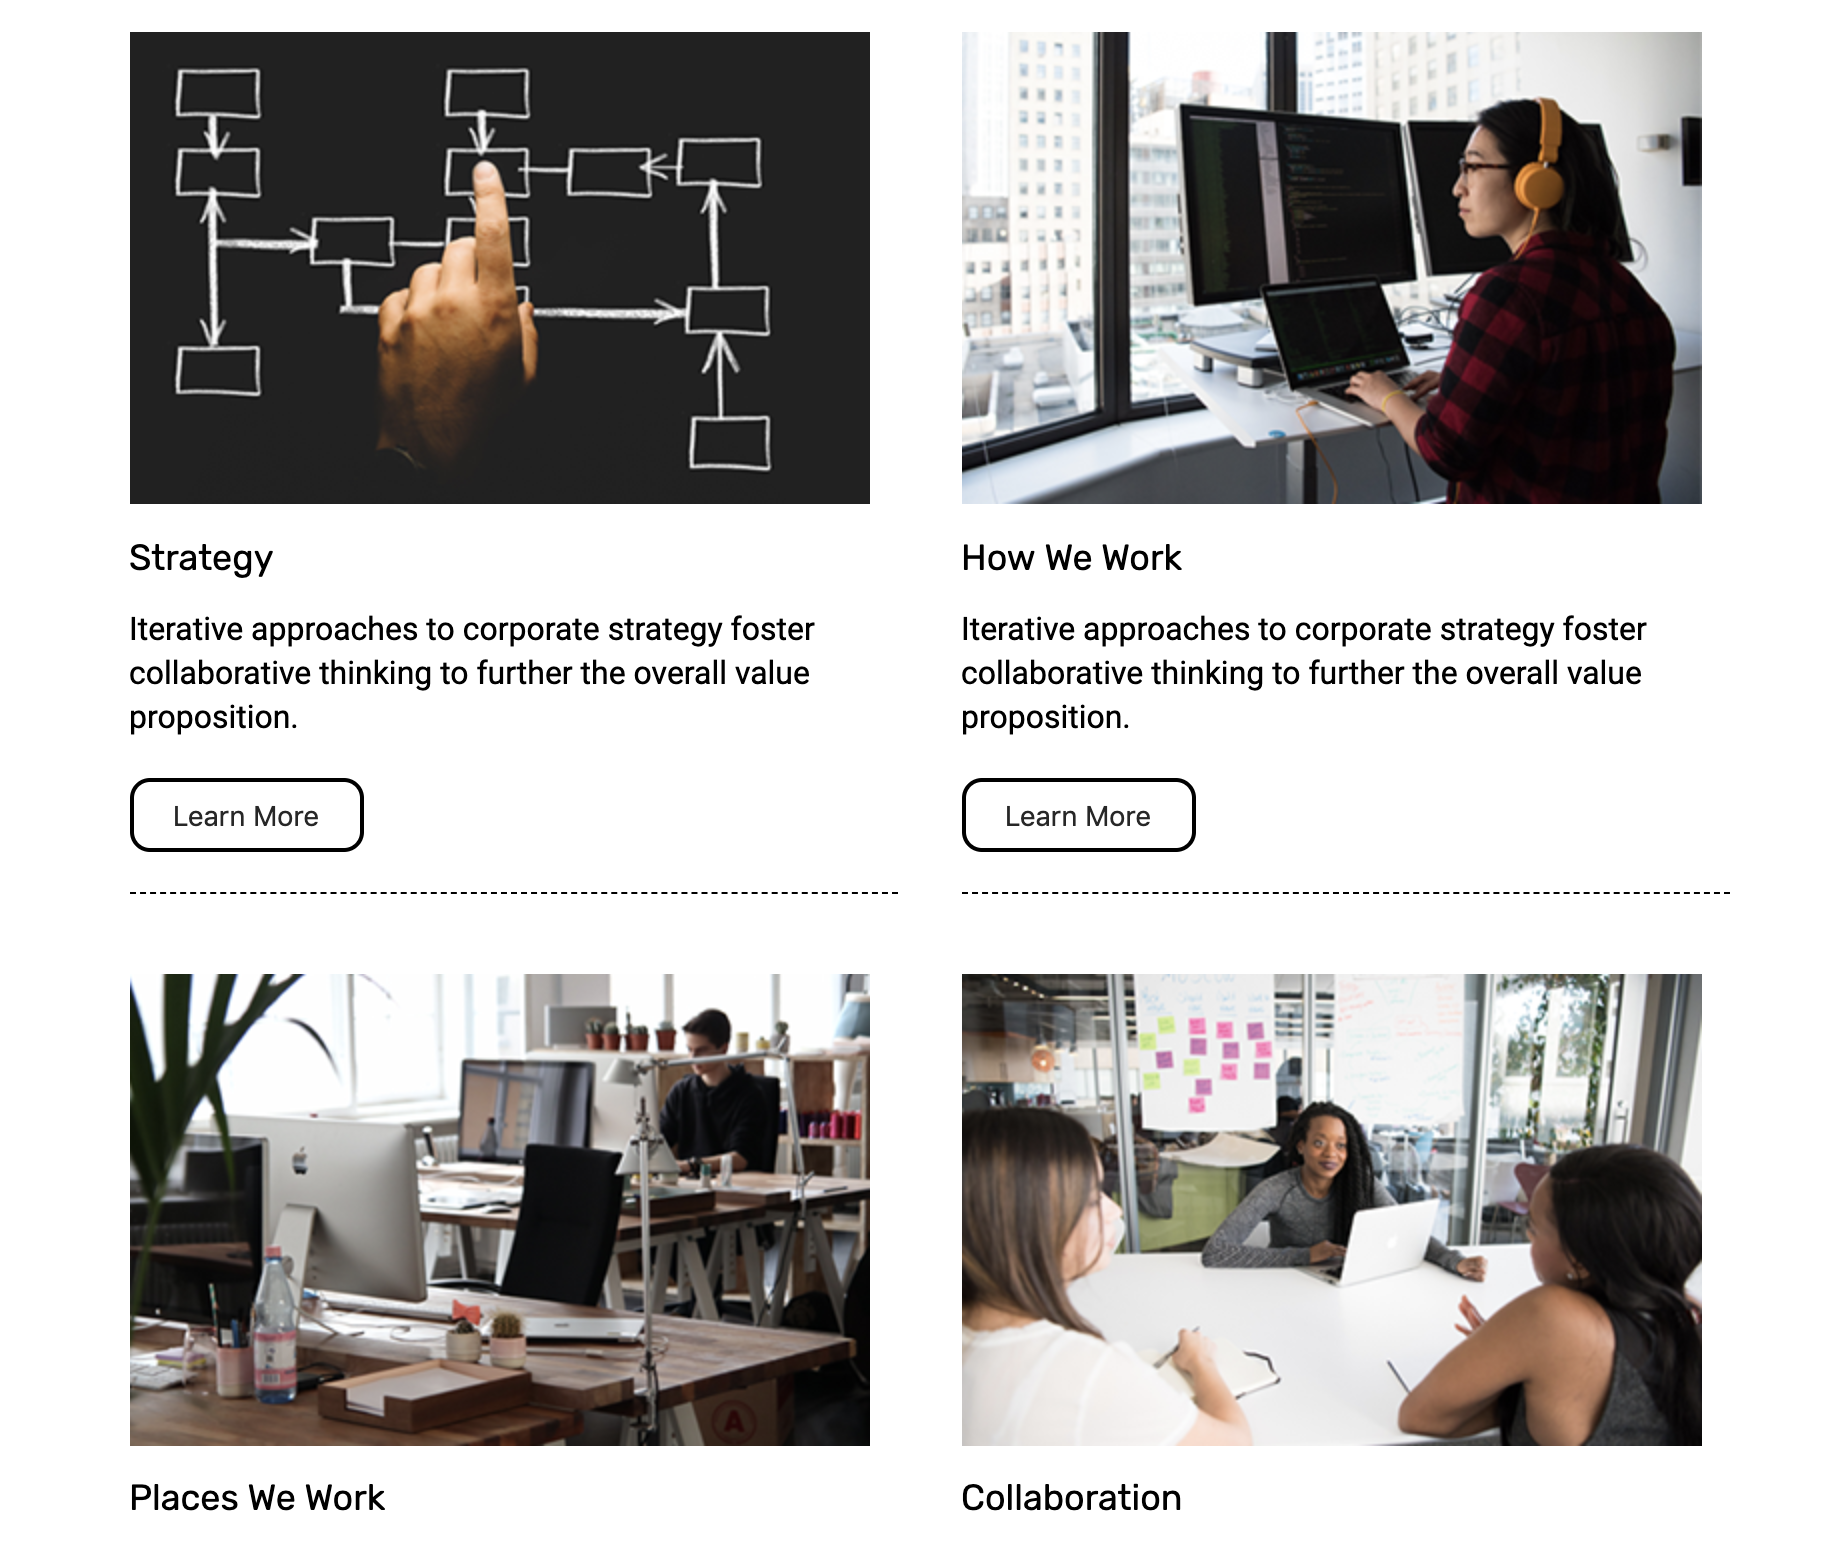 Strategy
Iterative approaches to corporate strategy foster
collaborative thinking to further the overall value
proposition.
Learn More
How We Work
Iterative approaches to corporate strategy foster
collaborative thinking to further the overall value
proposition.
Learn More
A
Places We Work
Collaboration